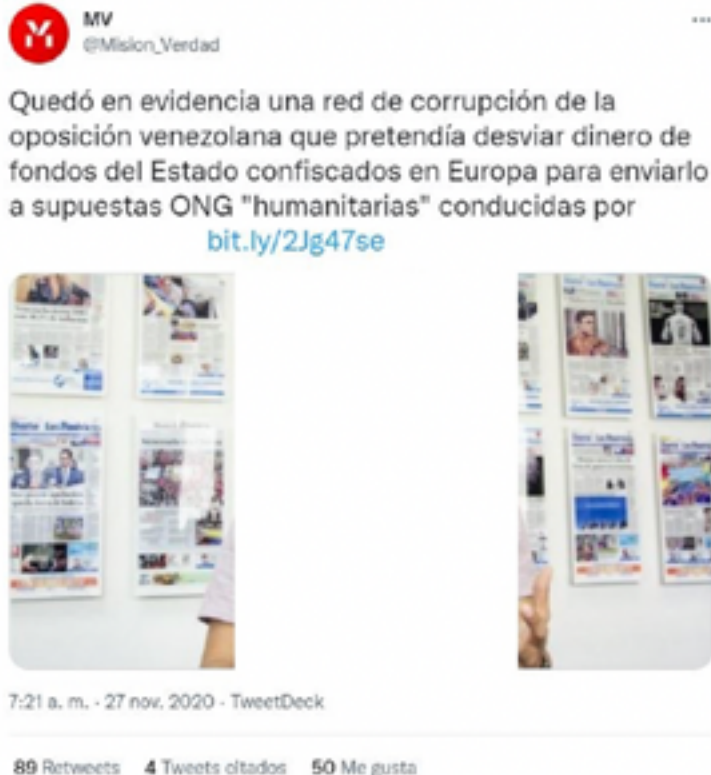 MV
@Mision_Verdad
Quedó en evidencia una red de corrupción de la
oposición venezolana que pretendía desviar dinero de
fondos del Estado confiscados en Europa para enviarlo
a supuestas ONG "humanitarias" conducidas por
bit.ly/2Jg47se
7:21 a. m. · 27 nov. 2020 · TweetDeck
89 Retweets 4 Tweets citados 50 Me gusta